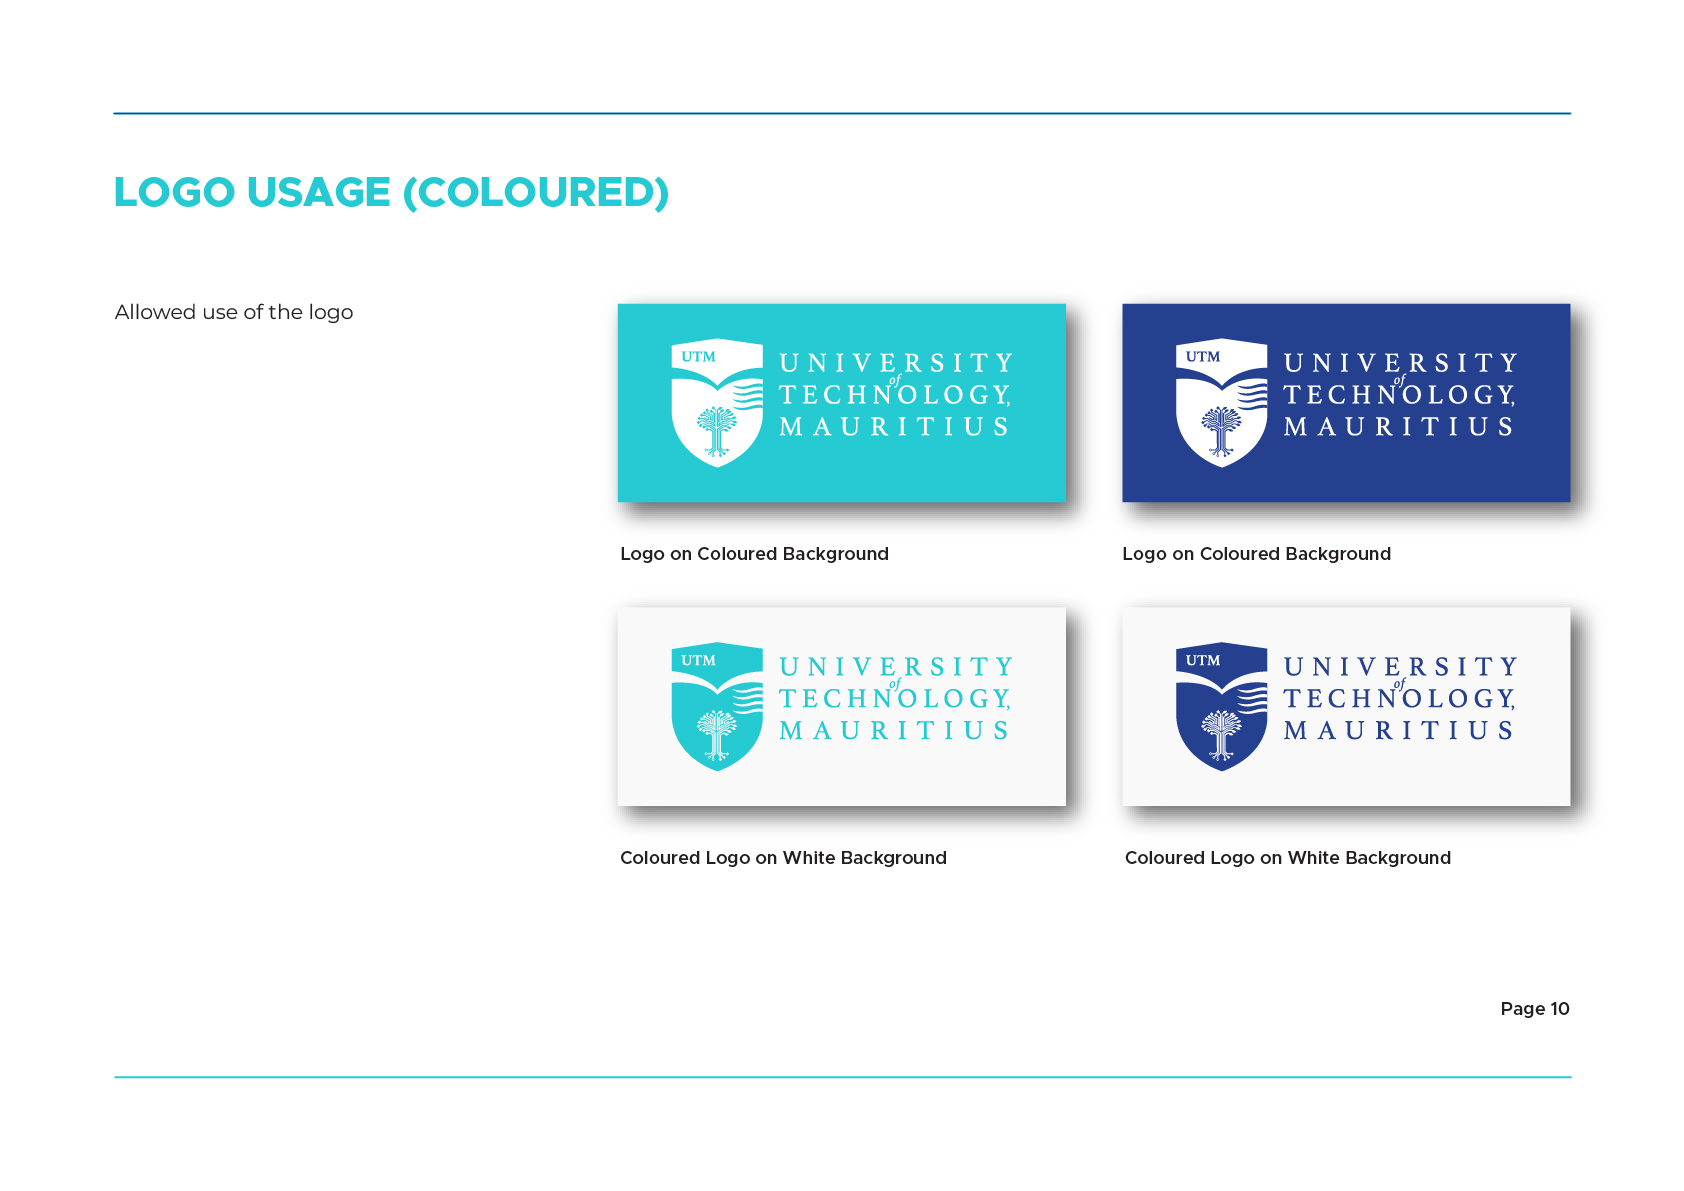 LOGO USAGE (COLOURED)
Allowed use of the logo
UTM
UNIVERSITY
of
TECHNOLOGY,
MAURITIUS
Logo on Coloured Background
UTM
UNIVERSITY
of
TECHNOLOGY,
MAURITIUS
Logo on Coloured Background
UTM
UNIVERSITY
of
TECHNOLOGY,
MAURITIUS
Coloured Logo on White Background
UTM
UNIVERSITY
of
TECHNOLOGY,
MAURITIUS
Coloured Logo on White Background
Page 10